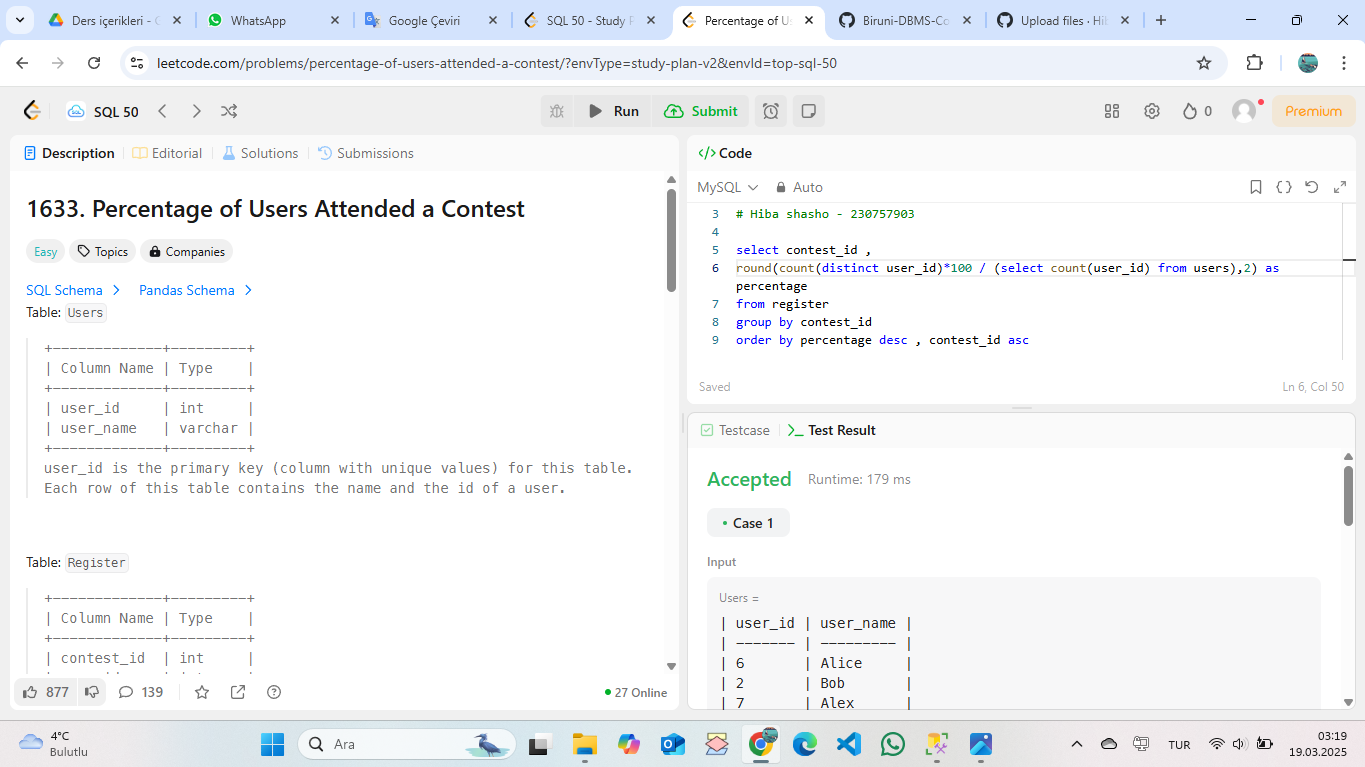 Ders içerikleri - G
WhatsApp
Google Çeviri
SQL 50 - Study P
Percentage of Us
Biruni-DBMS-Co
Upload files · Hib
leetcode.com/problems/percentage-of-users-attended-a-contest/?envType=study-plan-v2&envId=top-sql-50
SQL 50
Run
Submit
0
Premium
Description
Editorial
Solutions
Submissions
1633. Percentage of Users Attended a Contest
Easy
Topics
Companies
SQL Schema
Pandas Schema
Table: Users
+-------------+---------+
| Column Name | Type    |
+-------------+---------+
| user_id     | int     |
| user_name   | varchar |
+-------------+---------+
user_id is the primary key (column with unique values) for this table.
Each row of this table contains the name and the id of a user.
Table: Register
+-------------+---------+
| Column Name | Type    |
+-------------+---------+
| contest_id  | int     |
877
139
27 Online
</> Code
MySQL
Auto
3 # Hiba shasho - 230757903
4
5 select contest_id ,
6 round(count(distinct user_id)*100 / (select count(user_id) from users),2) as
percentage
7 from register
8 group by contest_id
9 order by percentage desc , contest_id asc
Saved
Ln 6, Col 50
Testcase
Test Result
Accepted
Runtime: 179 ms
Case 1
Input
Users =
| user_id | user_name |
| ------- | --------- |
| 6       | Alice     |
| 2       | Bob       |
| 7       | Alex      |
4°C
Bulutlu
Ara
TUR
03:19
19.03.2025